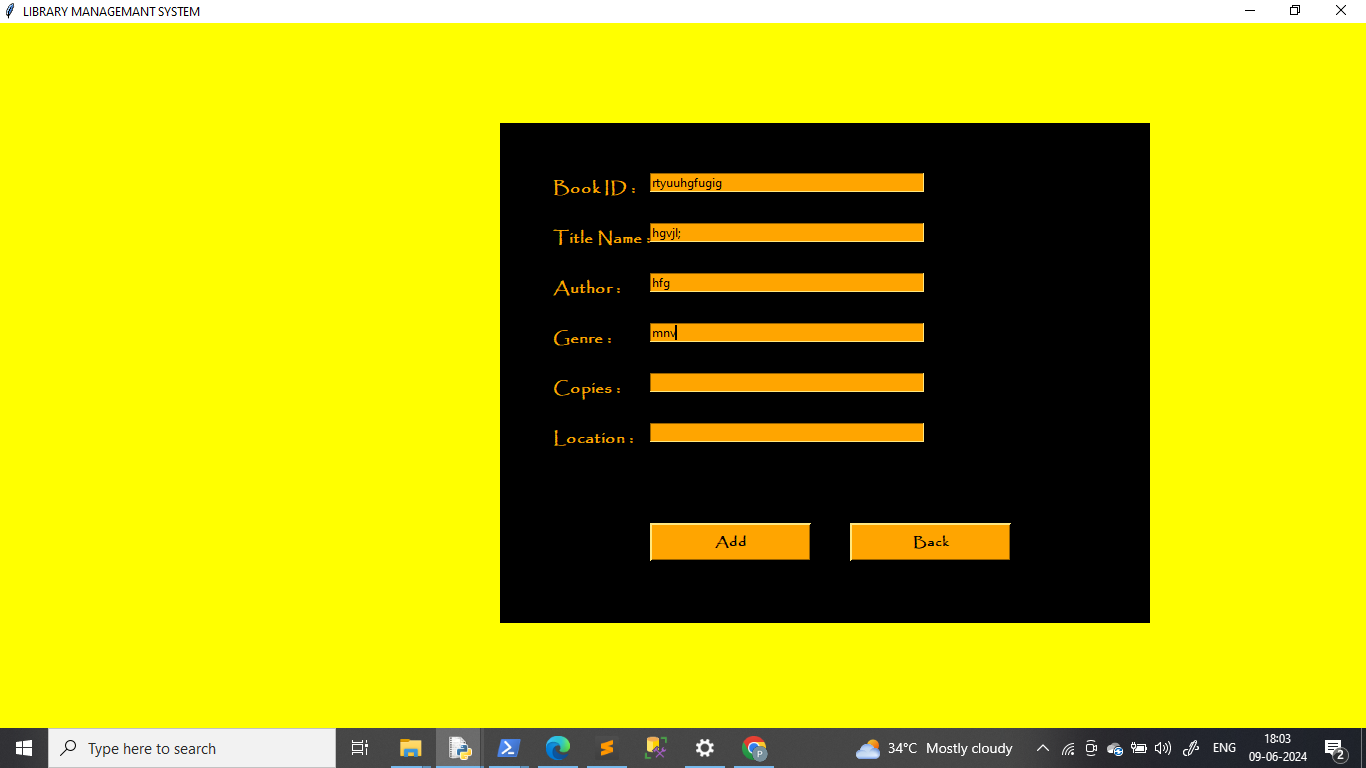 LIBRARY MANAGEMANT SYSTEM
Book ID : rtyuuhgfugig
Title Name : hgvjl;
Author : hfg
Genre : mnv
Copies :
Location :
Add Back
Type here to search 34°C Mostly cloudy ENG 18:03
09-06-2024 2